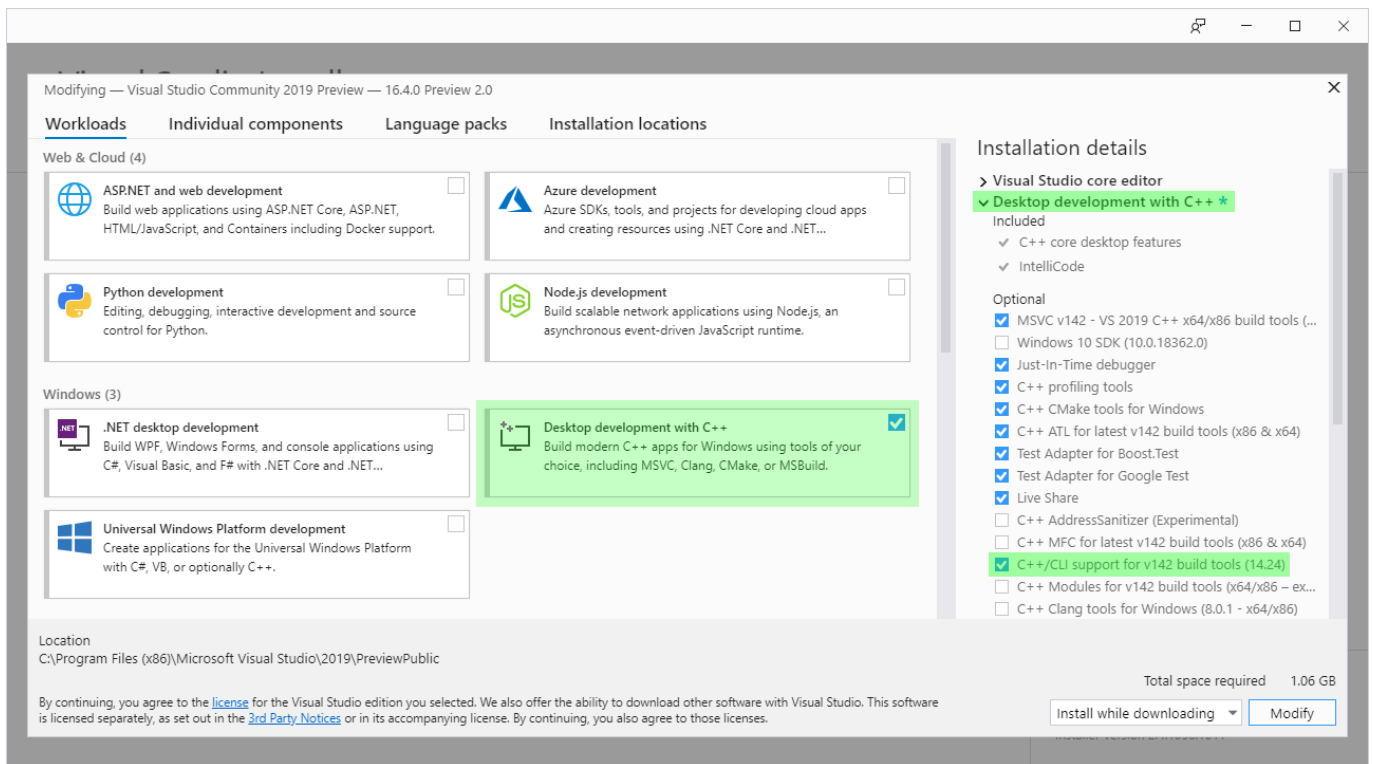 Modifying — Visual Studio Community 2019 Preview — 16.4.0 Preview 2.0
Workloads
Individual components
Language packs
Installation locations
Web & Cloud (4)
ASP.NET and web development
Build web applications using ASP.NET Core, ASP.NET,
HTML/JavaScript, and Containers including Docker support.
Azure development
Azure SDKs, tools, and projects for developing cloud apps
and creating resources using .NET Core and .NET...
Python development
Editing, debugging, interactive development and source
control for Python.
Node.js development
Build scalable network applications using Node.js, an
asynchronous event-driven JavaScript runtime.
Windows (3)
.NET
.NET desktop development
Build WPF, Windows Forms, and console applications using
C#, Visual Basic, and F# with .NET Core and .NET...
Desktop development with C++
Build modern C++ apps for Windows using tools of your
choice, including MSVC, Clang, CMake, or MSBuild.
Universal Windows Platform development
Create applications for the Universal Windows Platform
with C#, VB, or optionally C++.
Installation details
Visual Studio core editor
Desktop development with C++ *
Included
C++ core desktop features
IntelliCode
Optional
MSVC v142 - VS 2019 C++ x64/x86 build tools (...
Windows 10 SDK (10.0.18362.0)
Just-In-Time debugger
C++ profiling tools
C++ CMake tools for Windows
C++ ATL for latest v142 build tools (x86 & x64)
Test Adapter for Boost.Test
Test Adapter for Google Test
Live Share
C++ AddressSanitizer (Experimental)
C++ MFC for latest v142 build tools (x86 & x64)
C++/CLI support for v142 build tools (14.24)
C++ Modules for v142 build tools (x64/x86 – ex...
C++ Clang tools for Windows (8.0.1 - x64/x86)
Location
C:\Program Files (x86)\Microsoft Visual Studio\2019\PreviewPublic
Total space required 1.06 GB
By continuing, you agree to the license for the Visual Studio edition you selected. We also offer the ability to download other software with Visual Studio. This software
is licensed separately, as set out in the 3rd Party Notices or in its accompanying license. By continuing, you also agree to those licenses.
Install while downloading
Modify